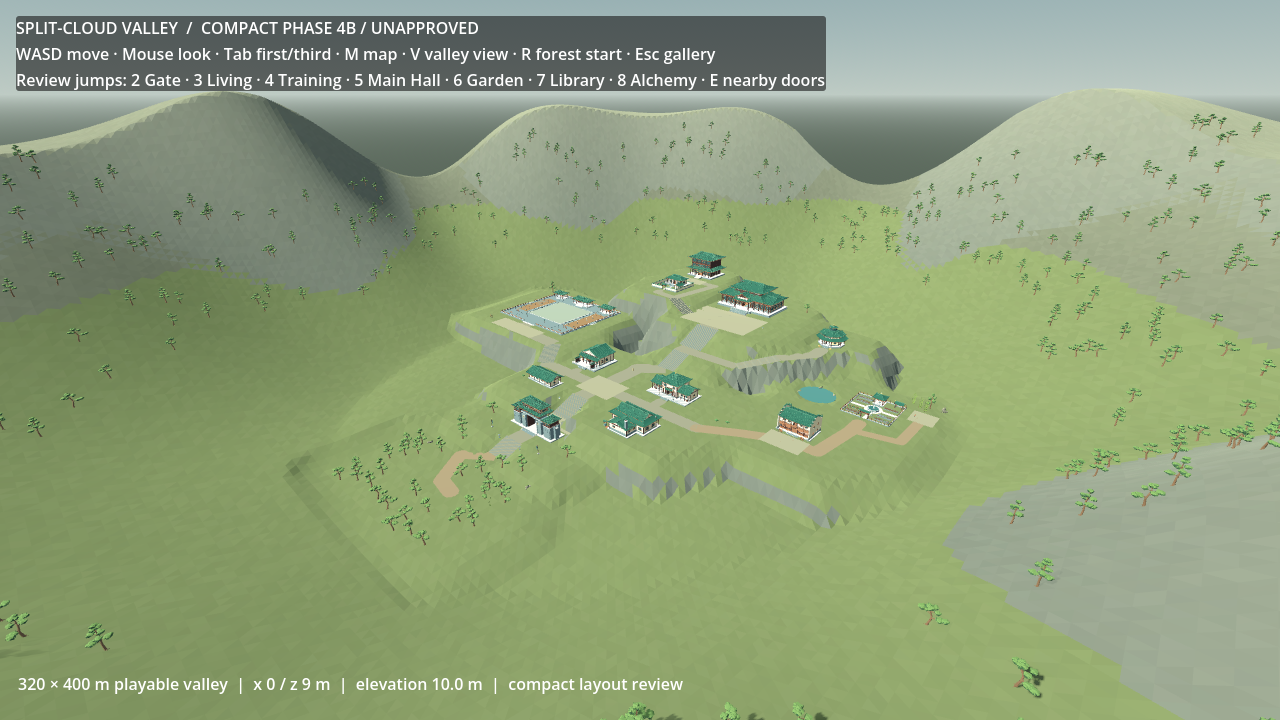 SPLIT-CLOUD VALLEY / COMPACT PHASE 4B / UNAPPROVED
WASD move · Mouse look · Tab first/third · M map · V valley view · R forest start · Esc gallery
Review jumps: 2 Gate · 3 Living · 4 Training · 5 Main Hall · 6 Garden · 7 Library · 8 Alchemy · E nearby doors
320 × 400 m playable valley | x 0 / z 9 m | elevation 10.0 m | compact layout review